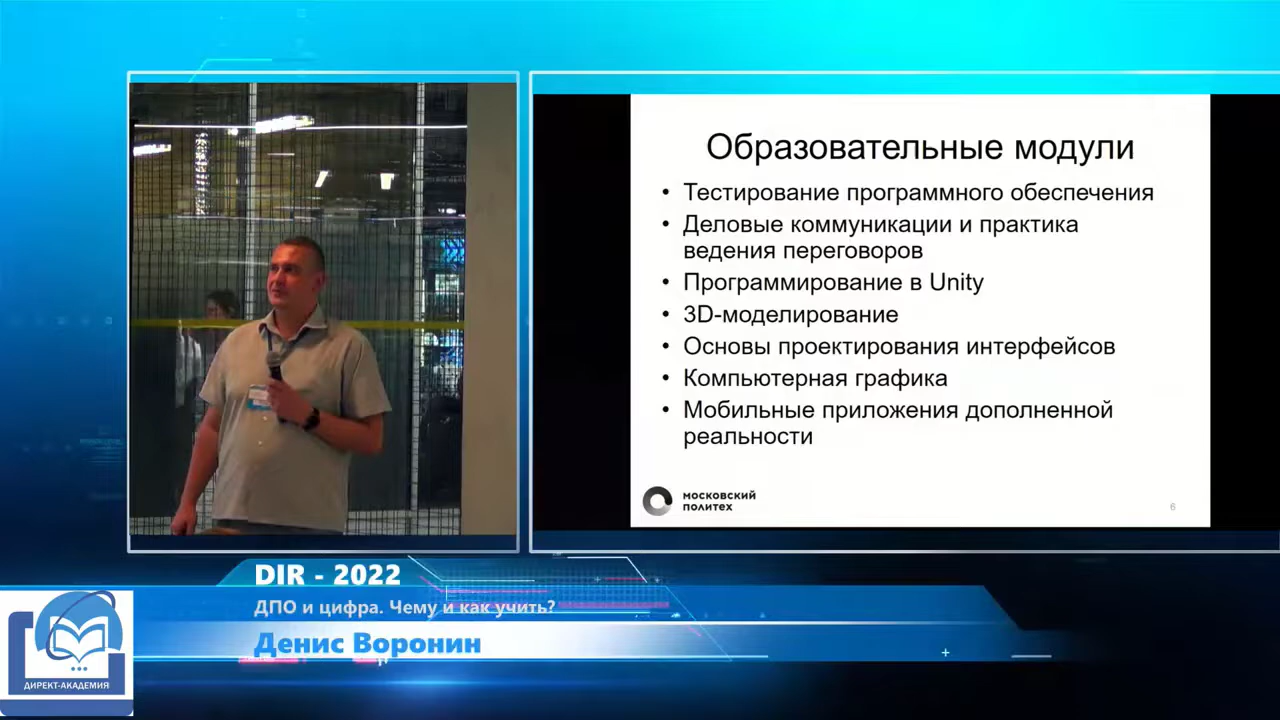 Образовательные модули
• Тестирование программного обеспечения
• Деловые коммуникации и практика
ведения переговоров
• Программирование в Unity
• 3D-моделирование
• Основы проектирования интерфейсов
• Компьютерная графика
• Мобильные приложения дополненной
реальности
московский
политех
6
DIR - 2022
ДПО и цифра. Чему и как учить?
Денис Воронин
ДИРЕКТ-АКАДЕМИЯ